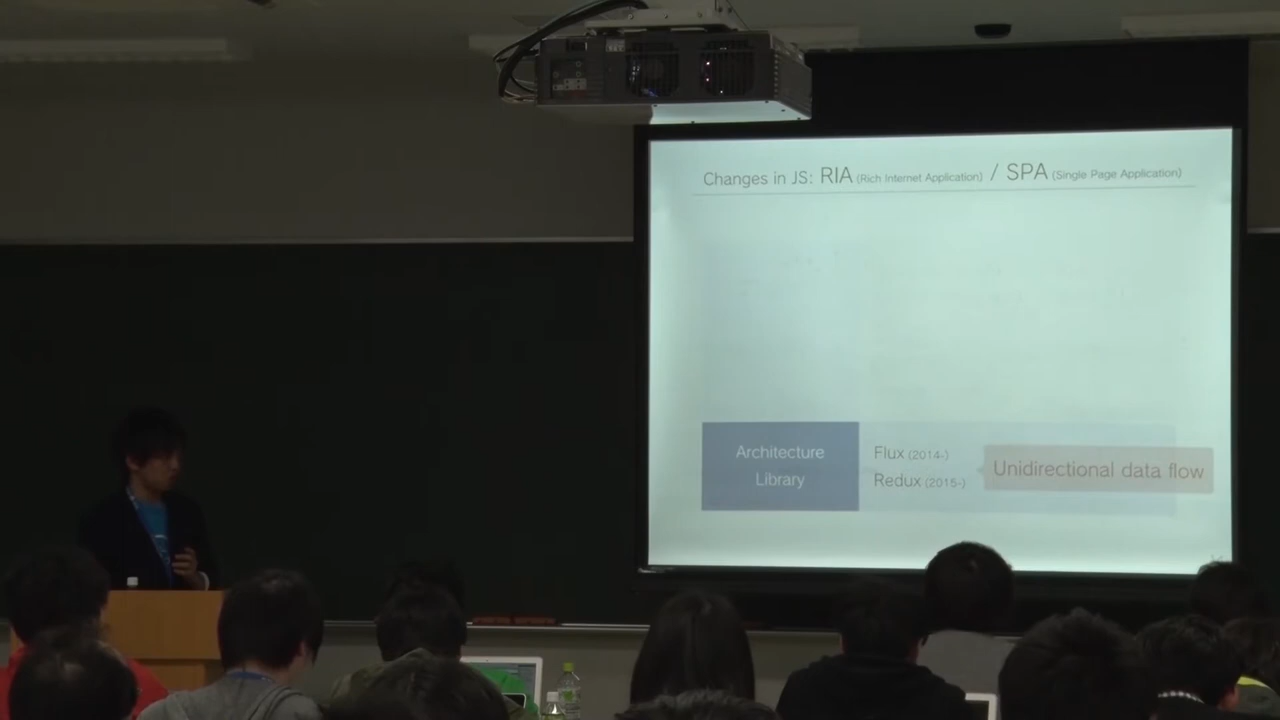 Changes in JS: RIA (Rich Internet Application) / SPA (Single Page Application)
Architecture
Library
Flux (2014-)
Redux (2015-)
Unidirectional data flow